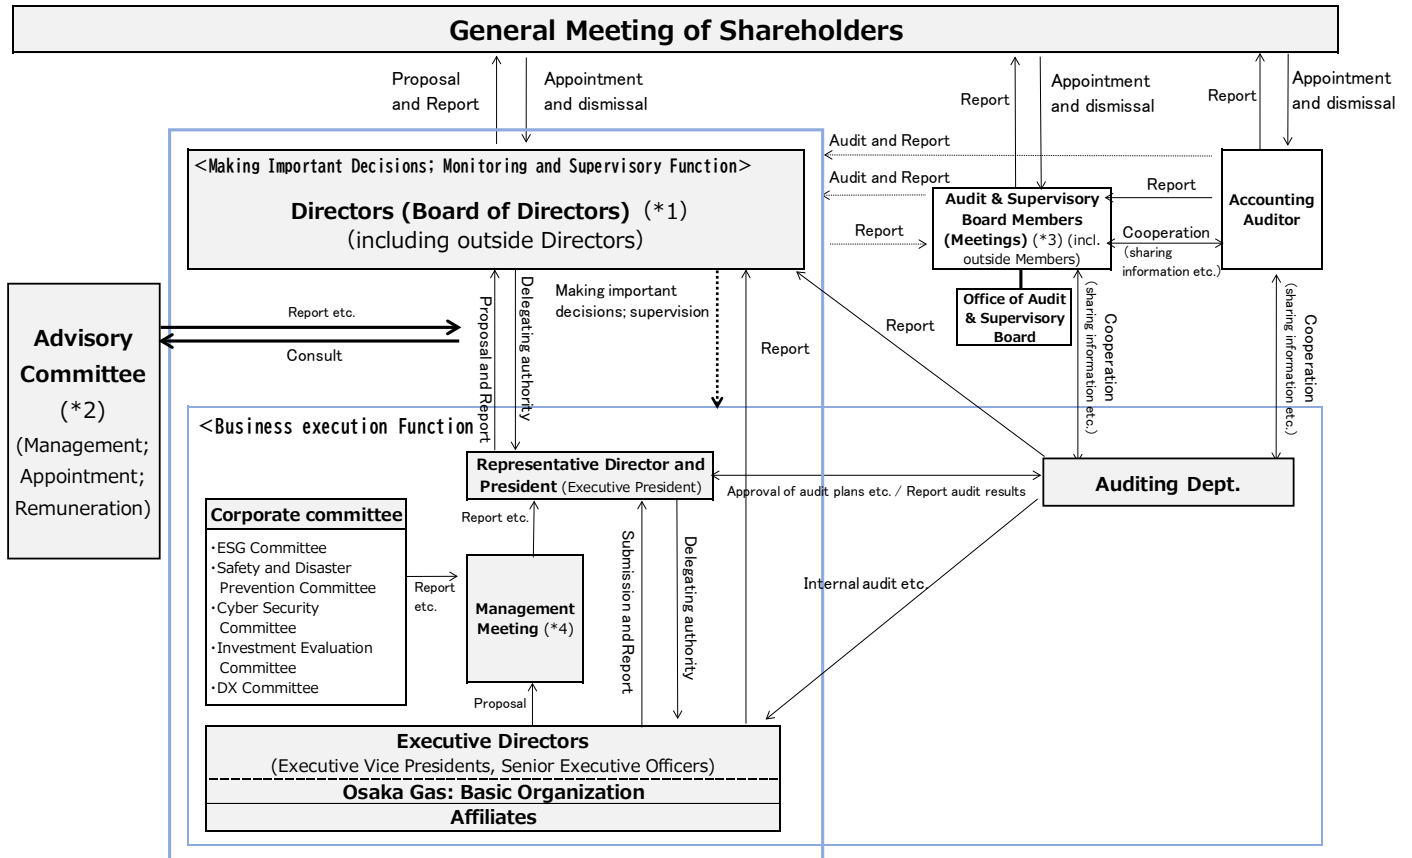 General Meeting of Shareholders
Proposal
and Report
Appointment
and dismissal
Report
Appointment
and dismissal
Report
Appointment
and dismissal
<Making Important Decisions; Monitoring and Supervisory Function>
Directors (Board of Directors) (*1)
(including outside Directors)
Audit and Report
Audit and Report
Report
Audit & Supervisory
Board Members
(Meetings) (*3) (incl.
outside Members)
Report
Cooperation
(sharing
information etc.)
Accounting
Auditor
Office of Audit
& Supervisory
Board
Advisory
Committee
(*2)
(Management;
Appointment;
Remuneration)
Report etc.
Consult
Proposal and Report
Delegating authority
Making important
decisions; supervision
Report
Report
Cooperation
(sharing information etc.)
Cooperation
(sharing information etc.)
<Business execution Function
Representative Director and
President (Executive President)
Approval of audit plans etc. / Report audit results
Auditing Dept.
Corporate committee
・ESG Committee
・Safety and Disaster
Prevention Committee
・Cyber Security
Committee
・Investment Evaluation
Committee
・DX Committee
Report
etc.
Report etc.
Management
Meeting (*4)
Proposal
Submission and Report
Delegating authority
Internal audit etc.
Executive Directors
(Executive Vice Presidents, Senior Executive Officers)
Osaka Gas: Basic Organization
Affiliates